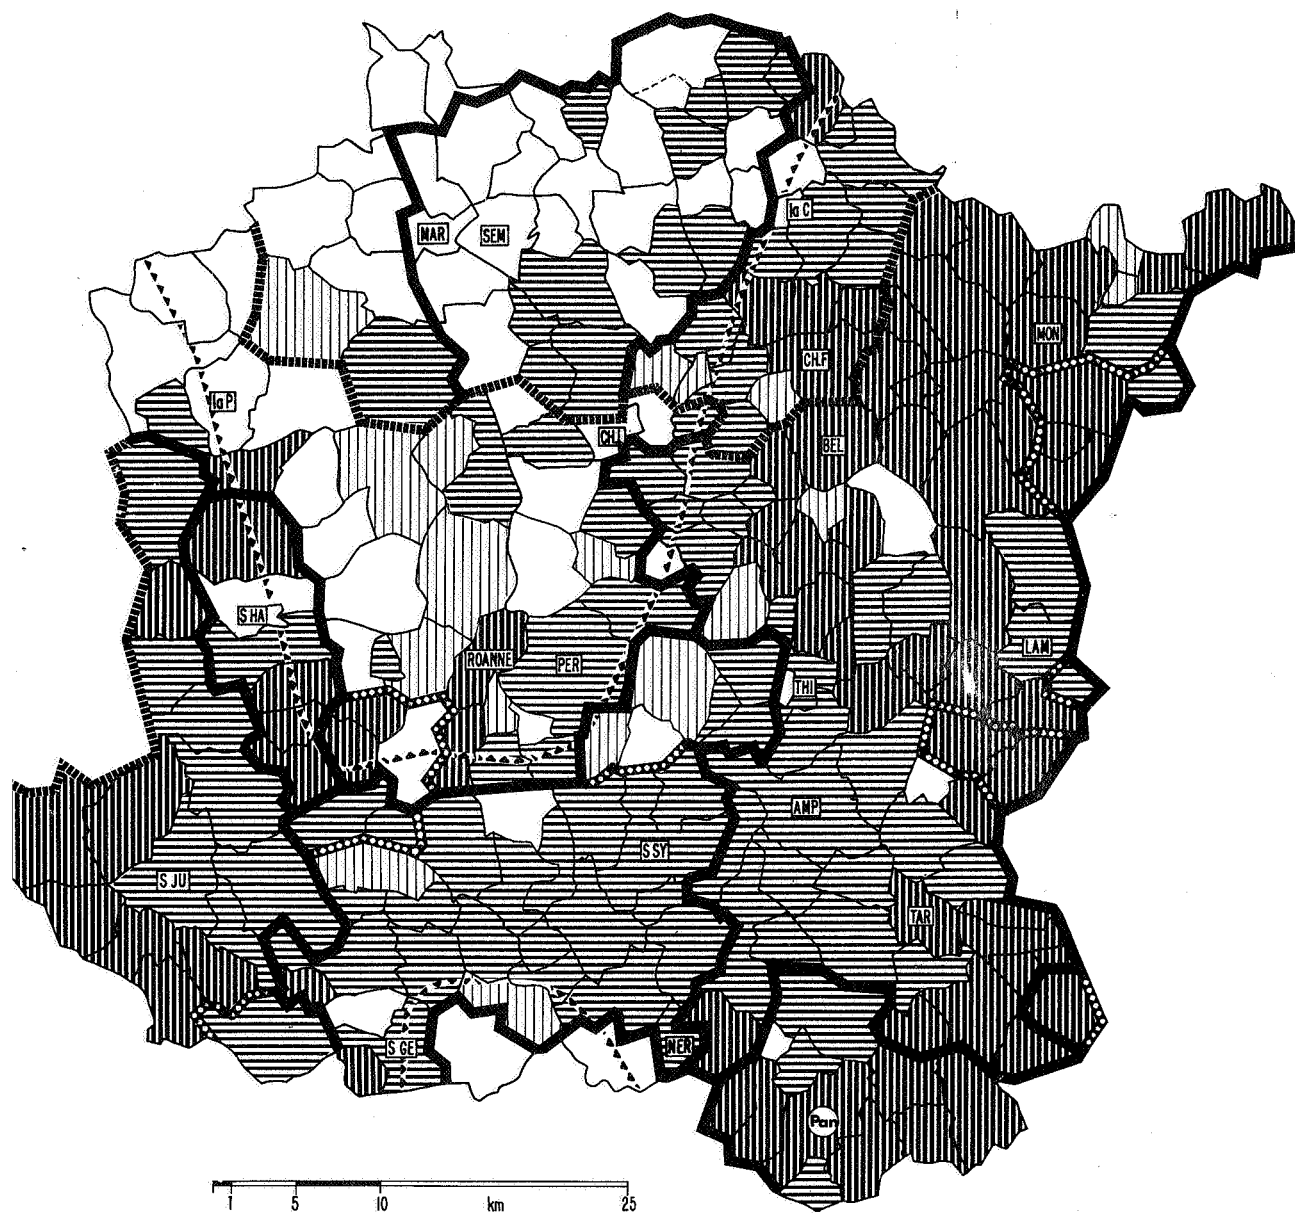 la C
MAR
SEM
MON
CH.F
la P
CH.L
BEL
S HA
LAM
ROANNE
PER
THI
AMP
S SY
S JU
TAR
S GE
NER
Pan
1 5 10 km 25